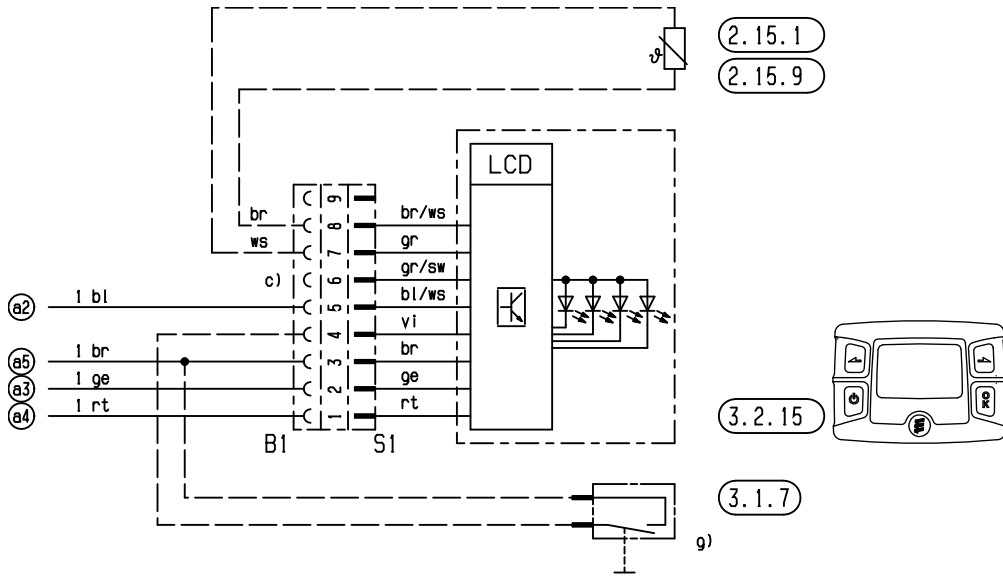 2.15.1
ϑ
2.15.9
LCD
9
br
8
br/ws
ws
7
gr
c)
6
gr/sw
a2
1 bl
5
bl/ws
4
vi
a5
1 br
3
br
a3
1 ge
2
ge
a4
1 rt
1
rt
3.2.15
OK
B1
S1
3.1.7
g)